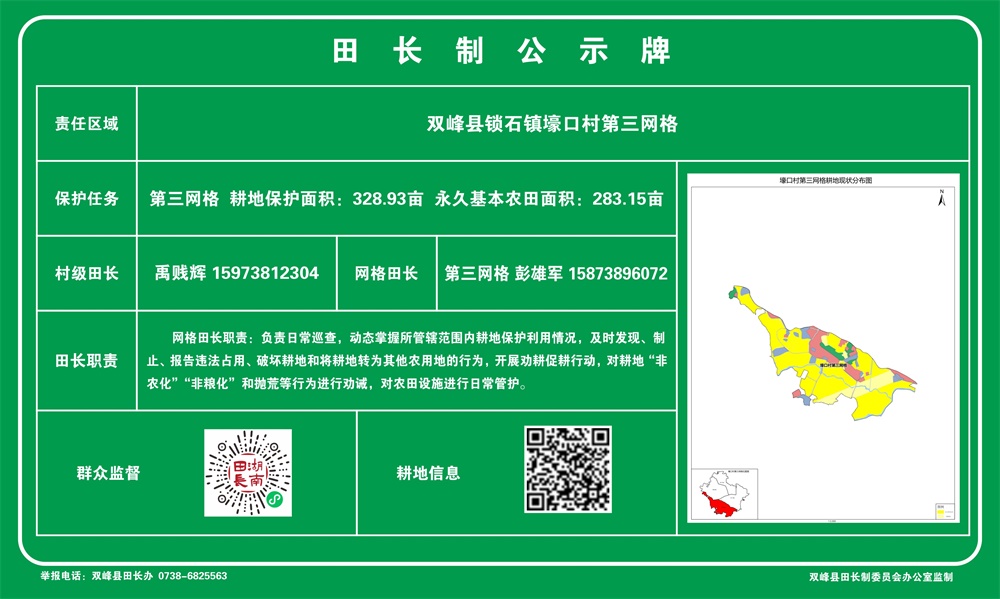 田长制公示牌
责任区域
双峰县锁石镇壕口村第三网格
保护任务
第三网格 耕地保护面积：328.93亩 永久基本农田面积：283.15亩
村级田长
禹贱辉 15973812304
网格田长
第三网格 彭雄军 15873896072
田长职责
网格田长职责：负责日常巡查，动态掌握所管辖范围内耕地保护利用情况，及时发现、制
止、报告违法占用、破坏耕地和将耕地转为其他农用地的行为，开展劝耕促耕行动，对耕地“非
农化”“非粮化”和抛荒等行为进行劝诫，对农田设施进行日常管护。
壕口村第三网格耕地现状分布图
N
壕口村第三网格
群众监督
湖南田長
耕地信息
举报电话：双峰县田长办 0738-6825563
双峰县田长制委员会办公室监制